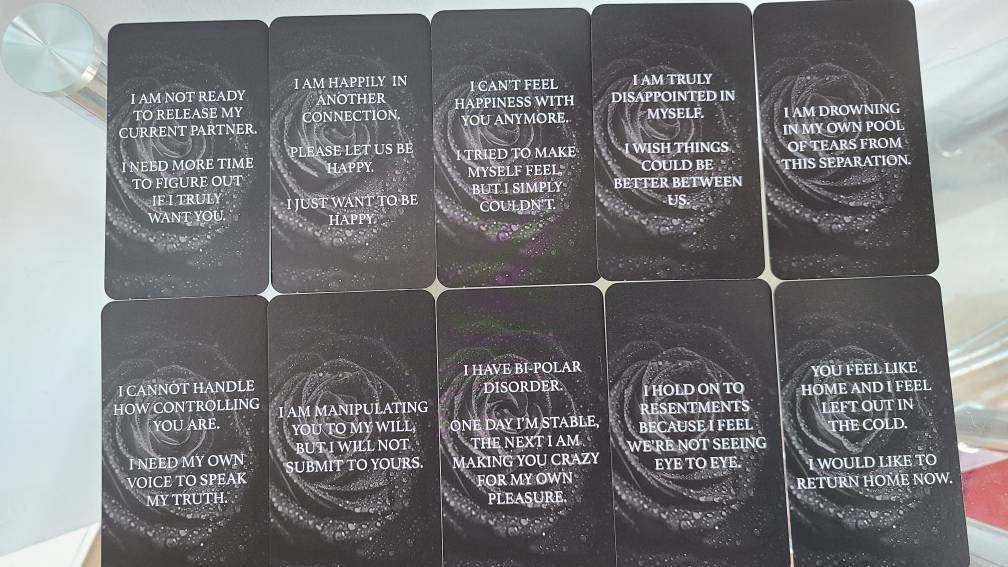 I AM NOT READY
TO RELEASE MY
CURRENT PARTNER.
I NEED MORE TIME
TO FIGURE OUT
IF I TRULY
WANT YOU.
I AM HAPPILY IN
ANOTHER
CONNECTION.
PLEASE LET US BE
HAPPY.
I JUST WANT TO BE
HAPPY.
I CAN'T FEEL
HAPPINESS WITH
YOU ANYMORE.
I TRIED TO MAKE
MYSELF FEEL,
BUT I SIMPLY
COULDN'T.
I AM TRULY
DISAPPOINTED IN
MYSELF.
I WISH THINGS
COULD BE
BETTER BETWEEN
US.
I AM DROWNING
IN MY OWN POOL
OF TEARS FROM
THIS SEPARATION.
I CANNOT HANDLE
HOW CONTROLLING
YOU ARE.
I NEED MY OWN
VOICE TO SPEAK
MY TRUTH.
I AM MANIPULATING
YOU TO MY WILL,
BUT I WILL NOT
SUBMIT TO YOURS.
I HAVE BI-POLAR
DISORDER.
ONE DAY I'M STABLE,
THE NEXT I AM
MAKING YOU CRAZY
FOR MY OWN
PLEASURE.
I HOLD ON TO
RESENTMENTS
BECAUSE I FEEL
WE'RE NOT SEEING
EYE TO EYE.
YOU FEEL LIKE
HOME AND I FEEL
LEFT OUT IN
THE COLD.
I WOULD LIKE TO
RETURN HOME NOW.